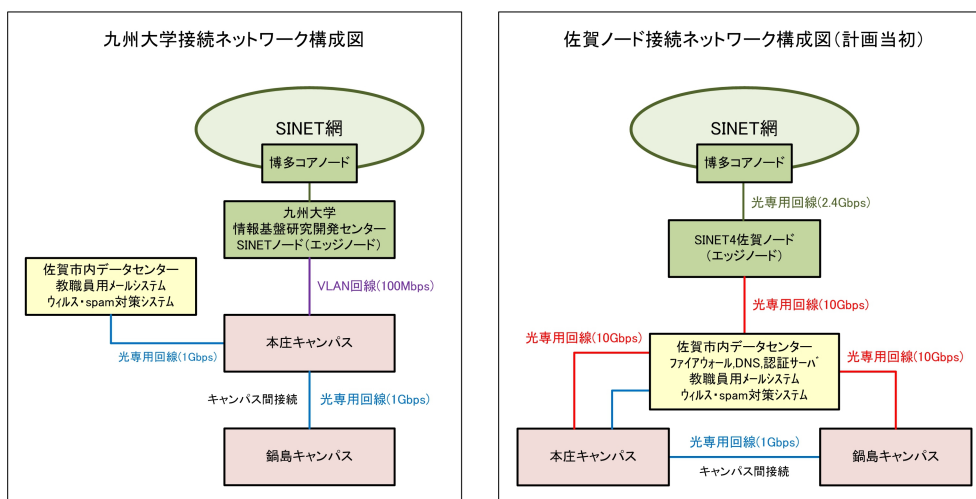 九州大学接続ネットワーク構成図
SINET網
博多コアノード
九州大学
情報基盤研究開発センター
SINETノード(エッジノード)
佐賀市内データセンター
教職員用メールシステム
ウィルス・spam対策システム
VLAN回線(100Mbps)
光専用回線(1Gbps)
本庄キャンパス
キャンパス間接続
光専用回線(1Gbps)
鍋島キャンパス
佐賀ノード接続ネットワーク構成図(計画当初)
SINET網
博多コアノード
光専用回線(2.4Gbps)
SINET4佐賀ノード
(エッジノード)
光専用回線(10Gbps)
光専用回線(10Gbps)
佐賀市内データセンター
ファイアウォール,DNS,認証サーバ
教職員用メールシステム
ウィルス・spam対策システム
光専用回線(10Gbps)
本庄キャンパス
光専用回線(1Gbps)
キャンパス間接続
鍋島キャンパス